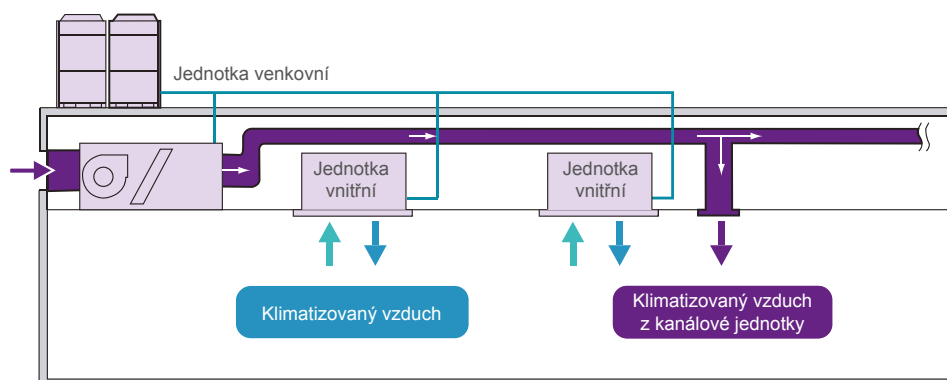 Jednotka venkovní
Jednotka
vnitřní
Jednotka
vnitřní
Klimatizovaný vzduch
Klimatizovaný vzduch
z kanálové jednotky